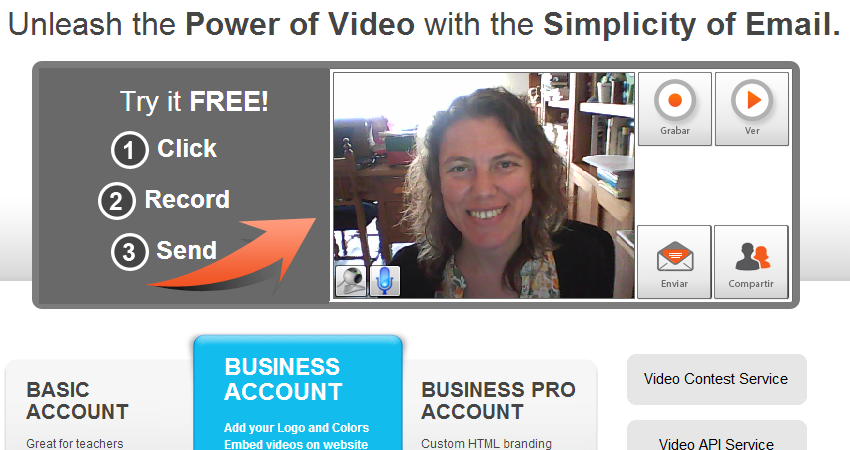 Unleash the Power of Video with the Simplicity of Email.
Try it FREE!
1 Click
2 Record
3 Send
Grabar
Ver
Enviar
Compartir
BASIC
ACCOUNT
Great for teachers
BUSINESS
ACCOUNT
Add your Logo and Colors
Embed videos on website
BUSINESS PRO
ACCOUNT
Custom HTML branding
Video Contest Service
Video API Service